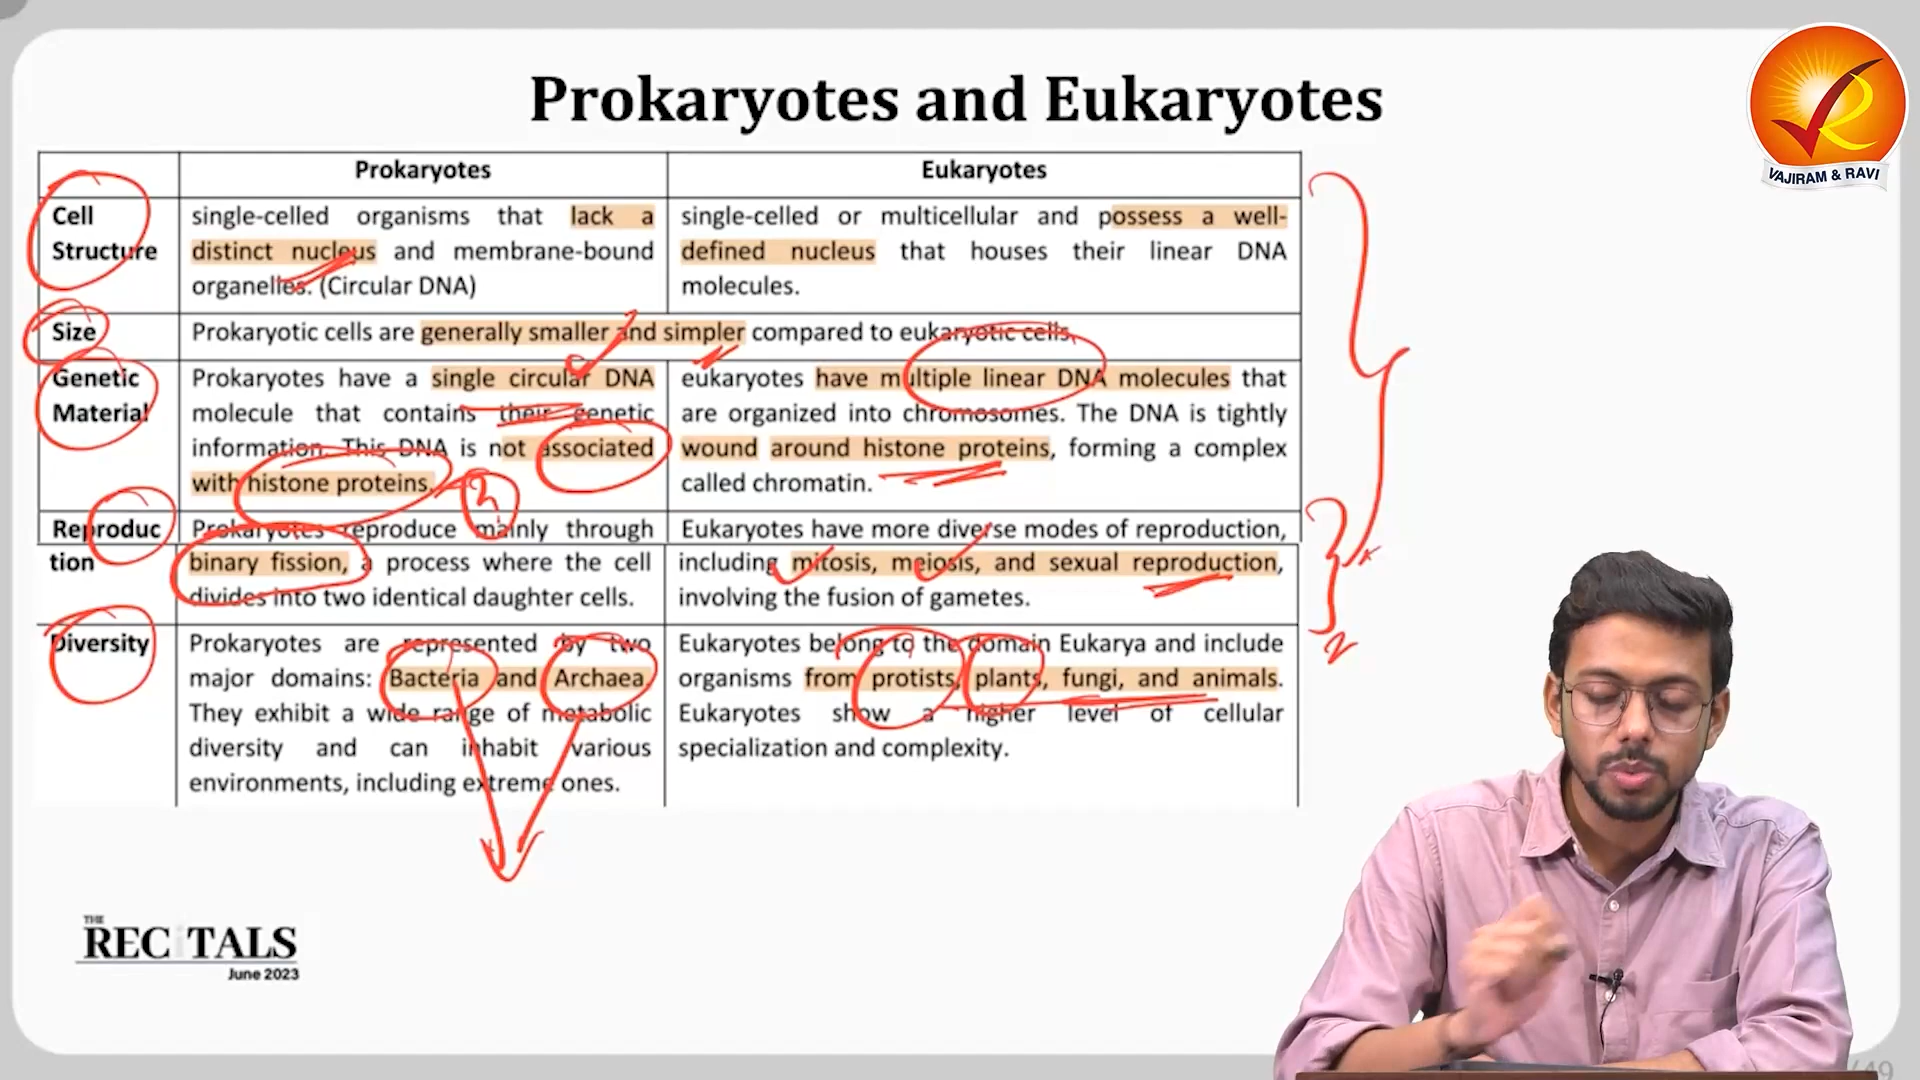 Prokaryotes and Eukaryotes
VAJIRAM & RAVI
Prokaryotes
Eukaryotes
Cell
Structure
single-celled organisms that lack a
distinct nucleus and membrane-bound
organelles. (Circular DNA)
single-celled or multicellular and possess a well-
defined nucleus that houses their linear DNA
molecules.
Size
Prokaryotic cells are generally smaller and simpler compared to eukaryotic cells.
Genetic
Material
Prokaryotes have a single circular DNA
molecule that contains their genetic
information. This DNA is not associated
with histone proteins.
eukaryotes have multiple linear DNA molecules that
are organized into chromosomes. The DNA is tightly
wound around histone proteins, forming a complex
called chromatin.
Reproduc
tion
Prokaryotes reproduce mainly through
binary fission, a process where the cell
divides into two identical daughter cells.
Eukaryotes have more diverse modes of reproduction,
including mitosis, meiosis, and sexual reproduction,
involving the fusion of gametes.
Diversity
Prokaryotes are represented by two
major domains: Bacteria and Archaea.
They exhibit a wide range of metabolic
diversity and can inhabit various
environments, including extreme ones.
Eukaryotes belong to the domain Eukarya and include
organisms from protists, plants, fungi, and animals.
Eukaryotes show a higher level of cellular
specialization and complexity.
THE
RECiTALS
June 2023